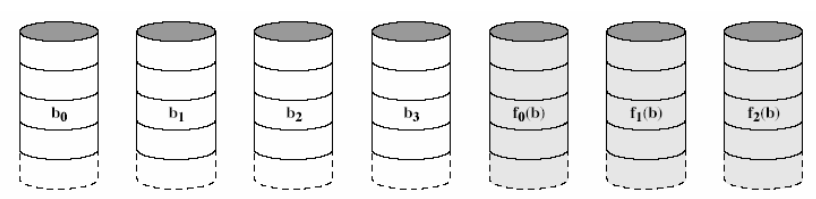 b₀ b₁ b₂ b₃ f₀(b) f₁(b) f₂(b)